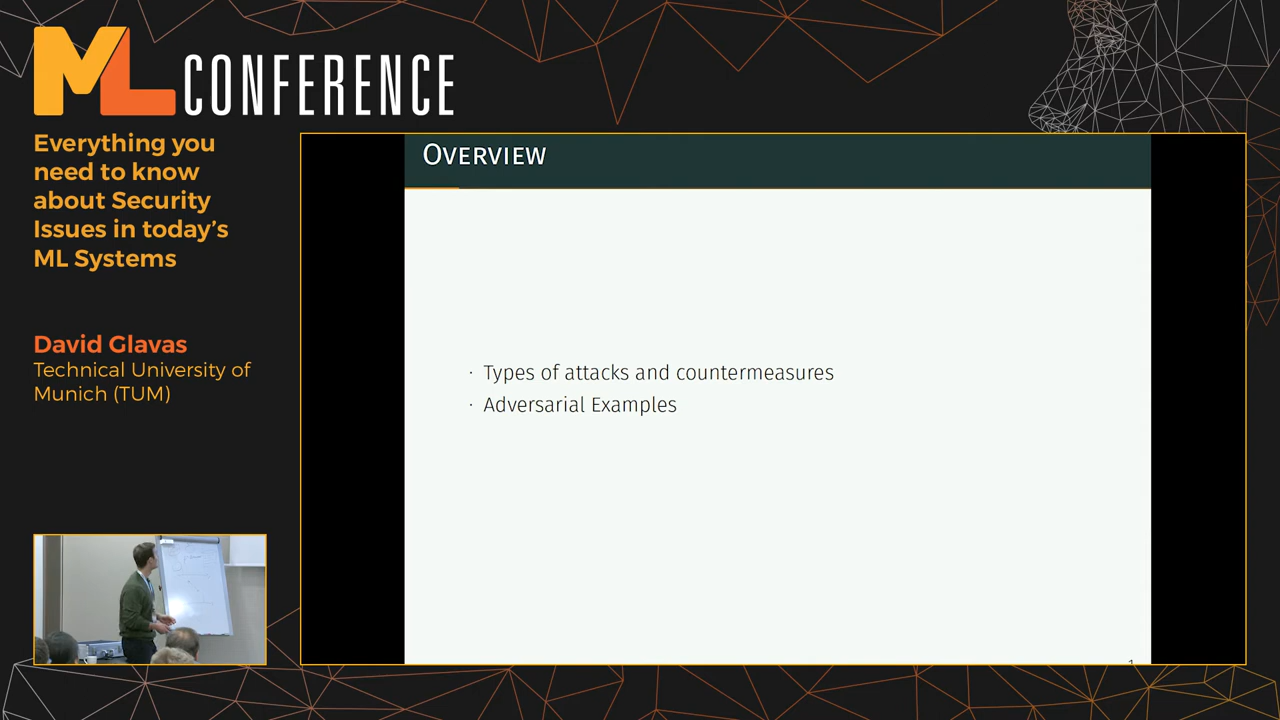 ML CONFERENCE
Everything you
need to know
about Security
Issues in today's
ML Systems
David Glavas
Technical University of
Munich (TUM)
OVERVIEW
· Types of attacks and countermeasures
· Adversarial Examples